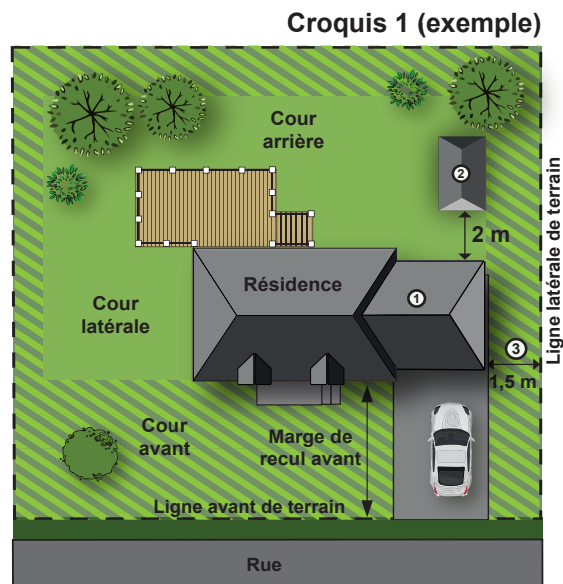 Croquis 1 (exemple)
Cour
arrière
2
2 m
Ligne latérale de terrain
Résidence
1
Cour
latérale
3
1,5 m
Cour
avant
Marge de
recul avant
Ligne avant de terrain
Rue